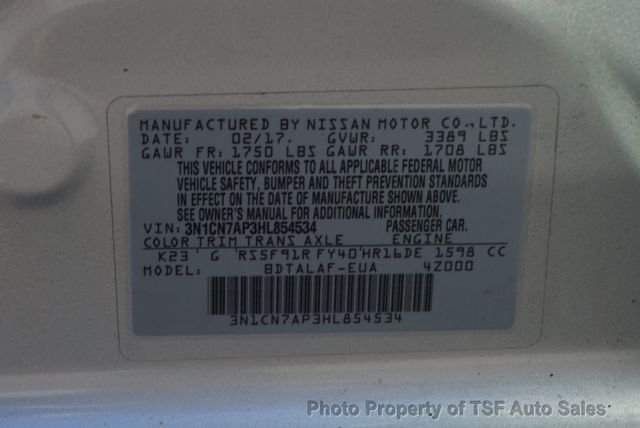 MANUFACTURED BY NISSAN MOTOR CO.,LTD.
DATE: 02/17. GVWR: 3389 LBS
GAWR FR: 1750 LBS GAWR RR: 1708 LBS
THIS VEHICLE CONFORMS TO ALL APPLICABLE FEDERAL MOTOR
VEHICLE SAFETY, BUMPER AND THEFT PREVENTION STANDARDS
IN EFFECT ON THE DATE OF MANUFACTURE SHOWN ABOVE.
SEE OWNER'S MANUAL FOR ADDITIONAL INFORMATION.
VIN: 3N1CN7AP3HL854534 PASSENGER CAR.
COLOR TRIM TRANS AXLE ENGINE
K23 ' G 'RS5F91R FY40'HR16DE 1598 CC
MODEL: BDTALAF-EUA 4Z000
3N1CN7AP3HL854534
Photo Property of TSF Auto Sales